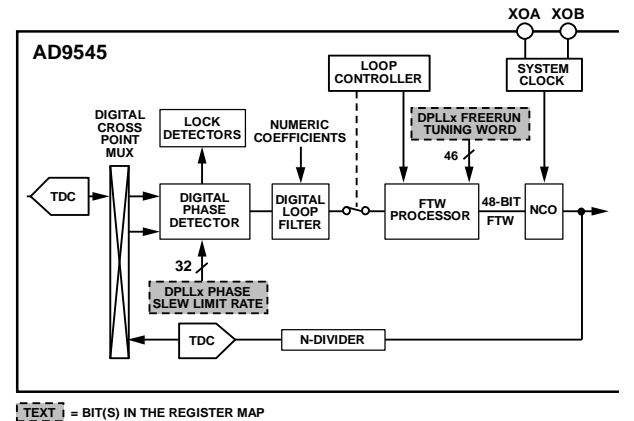 XOA XOB
AD9545
LOOP
CONTROLLER
SYSTEM
CLOCK
DIGITAL
CROSS
POINT
MUX
LOCK
DETECTORS
NUMERIC
COEFFICIENTS
DPLLx FREERUN
TUNING WORD
46
TDC
DIGITAL
PHASE
DETECTOR
DIGITAL
LOOP
FILTER
FTW
PROCESSOR
48-BIT
FTW
NCO
32
DPLLx PHASE
SLEW LIMIT RATE
TDC
N-DIVIDER
TEXT = BIT(S) IN THE REGISTER MAP